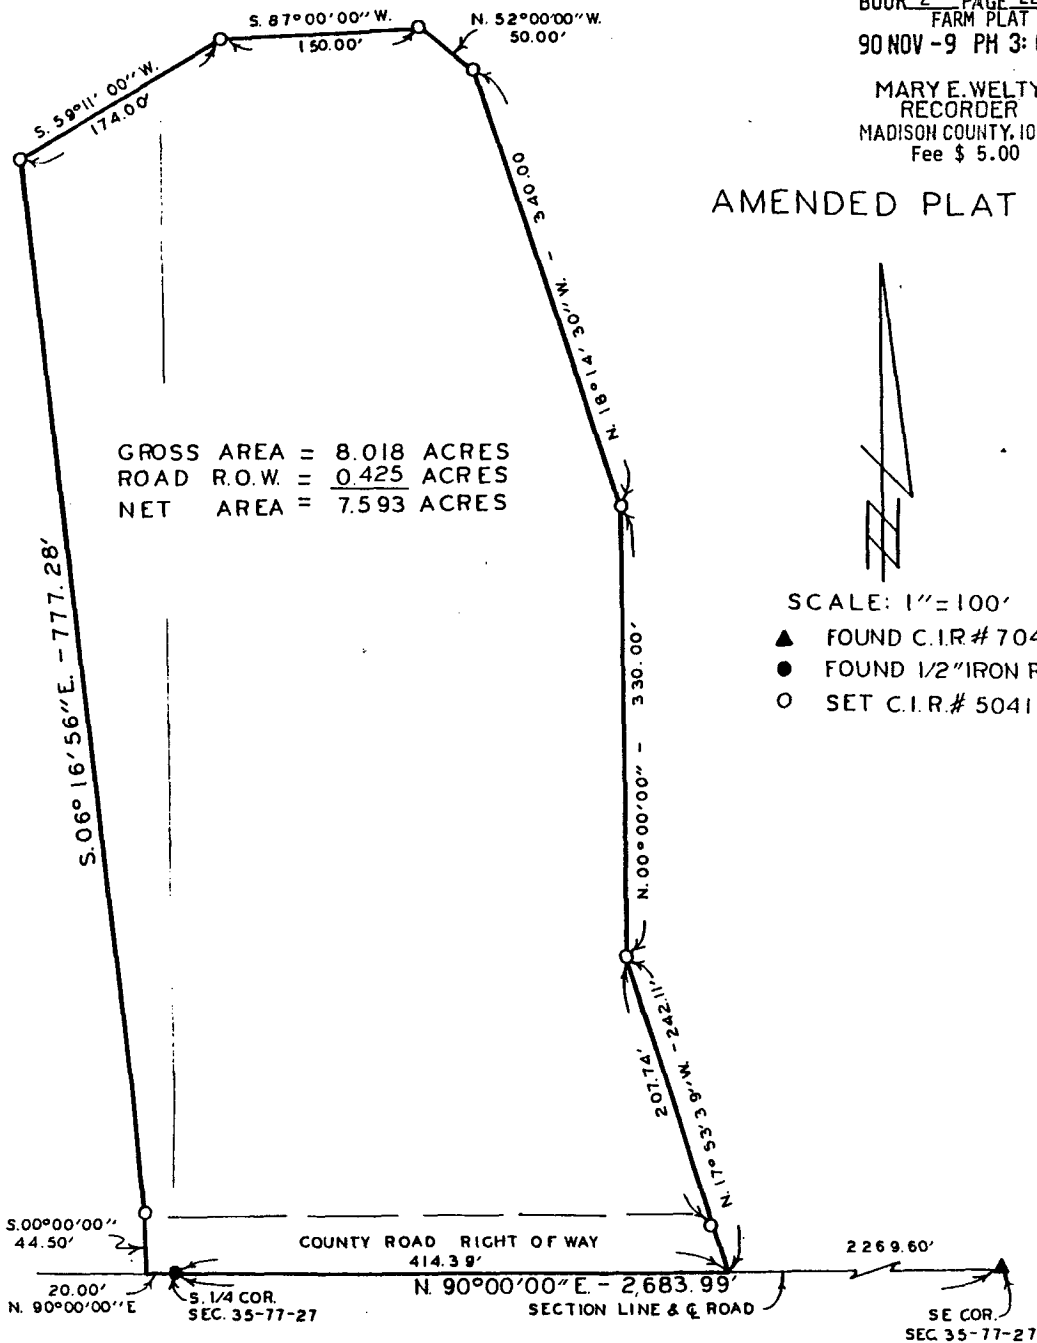 BOOK 2 PAGE
FARM PLAT
90 NOV -9 PM 3:
MARY E. WELTY
RECORDER
MADISON COUNTY,
Fee $ 5.00
AMENDED PLAT
S. 87°00'00" W.
150.00'
N. 52°00'00" W.
50.00'
S. 59°11' 00" W.
174.00'
N. 18°14'30" W. - 340.00
GROSS AREA = 8.018 ACRES
ROAD R.O.W. = 0.425 ACRES
NET AREA = 7.593 ACRES
S. 06°16'56" E. - 777.28'
N. 00°00'00" - 330.00'
SCALE: 1"=100'
FOUND C.I.R. # 704
FOUND 1/2" IRON
SET C.I.R. # 5041
207.74'
N. 17° 53' 39" W. - 242.11'
S. 00°00'00"
44.50'
COUNTY ROAD RIGHT OF WAY
414.39'
2269.60'
20.00'
N. 90°00'00" E
S. 1/4 COR.
SEC. 35-77-27
N. 90°00'00" E. - 2,683.99'
SECTION LINE & ℄ ROAD
SE COR.
SEC. 35-77-27